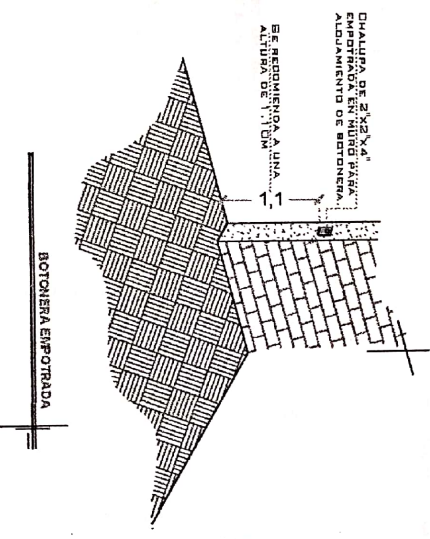 CHALUPA DE 2"x2"x4"
EMPOTRADA EN MURO PARA
ALOJAMIENTO DE BOTONERA
SE RECOMIENDA A UNA
ALTURA DE 1.10M
1,1
BOTONERA EMPOTRADA